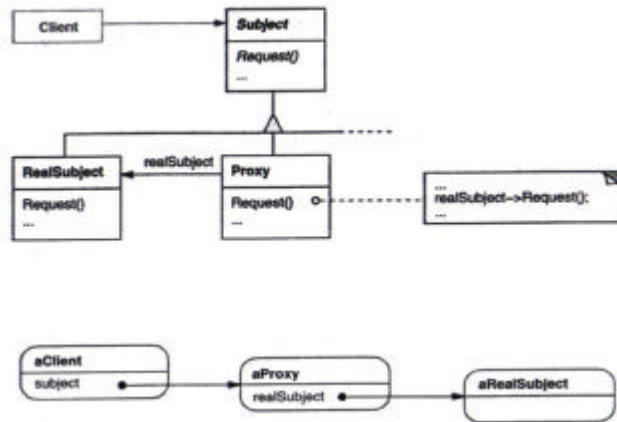 Client
Subject
Request()
...
RealSubject
Request()
...
realSubject
Proxy
Request()
...
...
realSubject->Request();
...
aClient
subject
aProxy
realSubject
aRealSubject